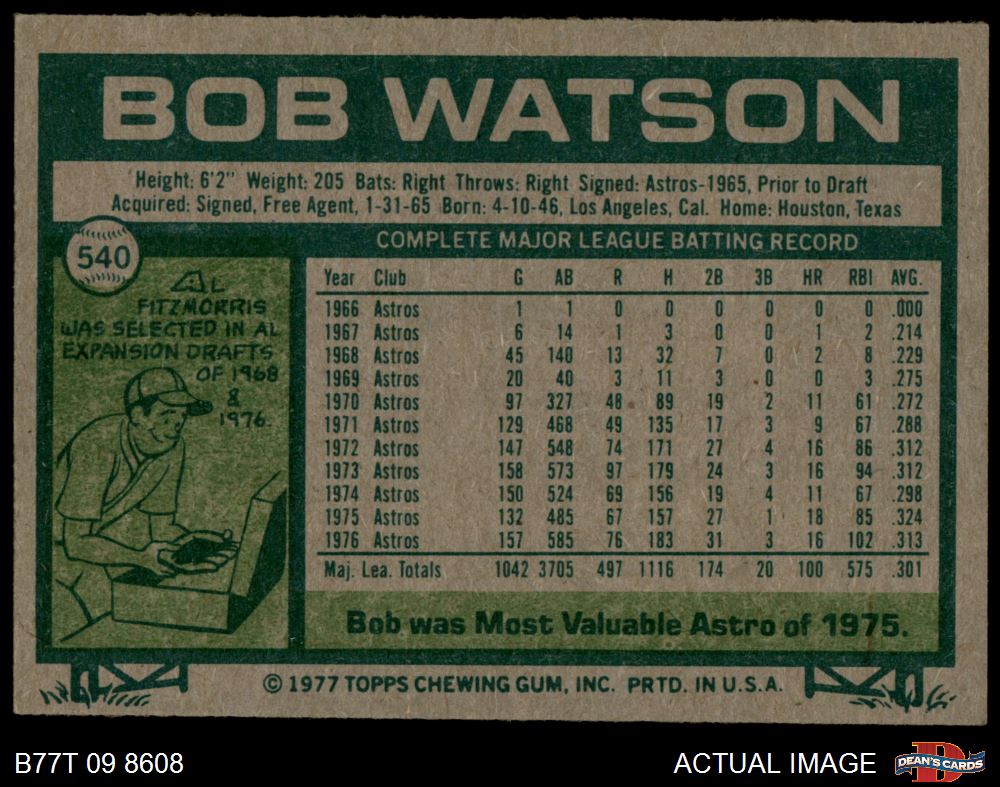 BOB WATSON
Height: 6'2" Weight: 205 Bats: Right Throws: Right Signed: Astros-1965, Prior to Draft
Acquired: Signed, Free Agent, 1-31-65 Born: 4-10-46, Los Angeles, Cal. Home: Houston, Texas
540
AL
FITZMORRIS
WAS SELECTED IN AL
EXPANSION DRAFTS
OF 1968
&
1976.
COMPLETE MAJOR LEAGUE BATTING RECORD
Year Club G AB R H 2B 3B HR RBI AVG.
1966 Astros 1 1 0 0 0 0 0 0 .000
1967 Astros 6 14 1 3 0 0 1 2 .214
1968 Astros 45 140 13 32 7 0 2 8 .229
1969 Astros 20 40 3 11 3 0 0 3 .275
1970 Astros 97 327 48 89 19 2 11 61 .272
1971 Astros 129 468 49 135 17 3 9 67 .288
1972 Astros 147 548 74 171 27 4 16 86 .312
1973 Astros 158 573 97 179 24 3 16 94 .312
1974 Astros 150 524 69 156 19 4 11 67 .298
1975 Astros 132 485 67 157 27 1 18 85 .324
1976 Astros 157 585 76 183 31 3 16 102 .313
Maj. Lea. Totals 1042 3705 497 1116 174 20 100 575 .301
Bob was Most Valuable Astro of 1975.
© 1977 TOPPS CHEWING GUM, INC. PRTD. IN U.S.A.
B77T 09 8608
ACTUAL IMAGE
DEAN'S CARDS